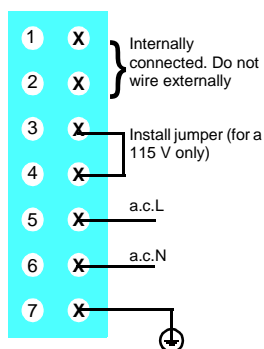 1 X
2 X
Internally
connected. Do not
wire externally
3 X
4 X
Install jumper (for a
115 V only)
5 X a.c.L
6 X a.c.N
7 X